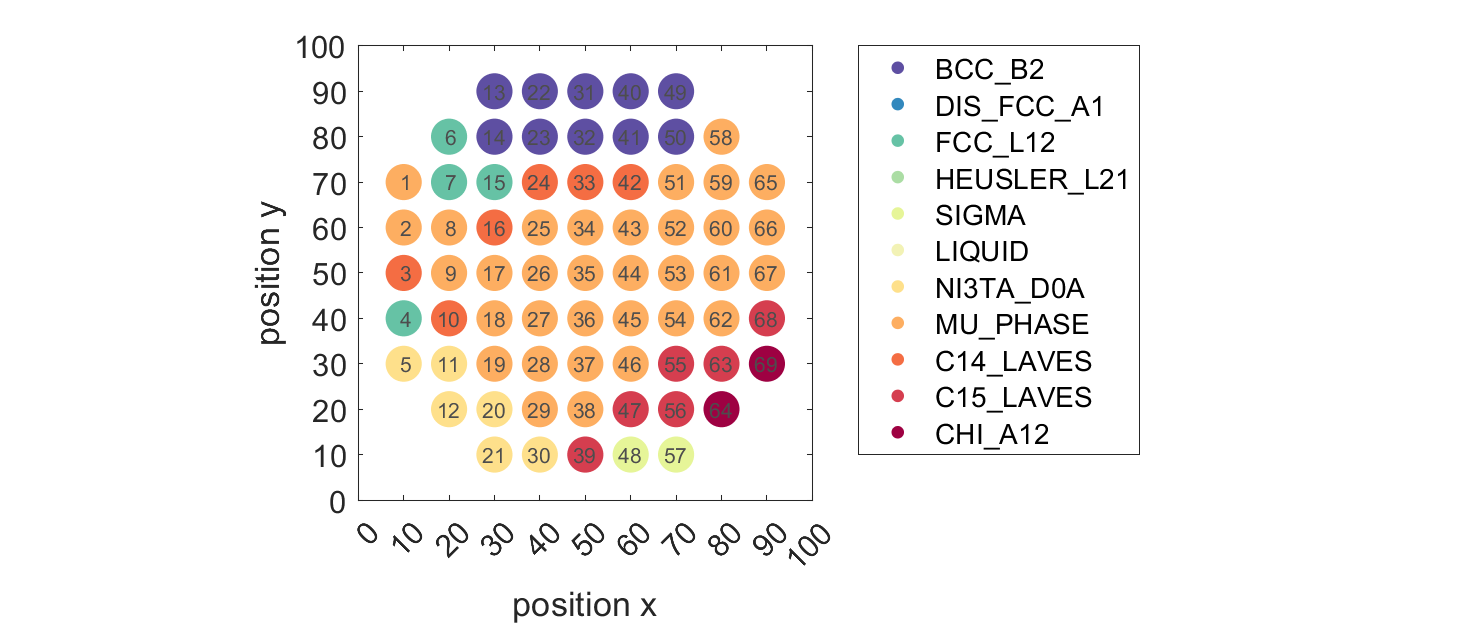 100
90
80
70
60
50
40
30
20
10
0
position y
13 22 31 40 49
6 14 23 32 41 50 58
1 7 15 24 33 42 51 59 65
2 8 16 25 34 43 52 60 66
3 9 17 26 35 44 53 61 67
4 10 18 27 36 45 54 62 68
5 11 19 28 37 46 55 63 69
12 20 29 38 47 56 64
21 30 39 48 57
0 10 20 30 40 50 60 70 80 90 100
position x
BCC_B2
DIS_FCC_A1
FCC_L12
HEUSLER_L21
SIGMA
LIQUID
NI3TA_D0A
MU_PHASE
C14_LAVES
C15_LAVES
CHI_A12